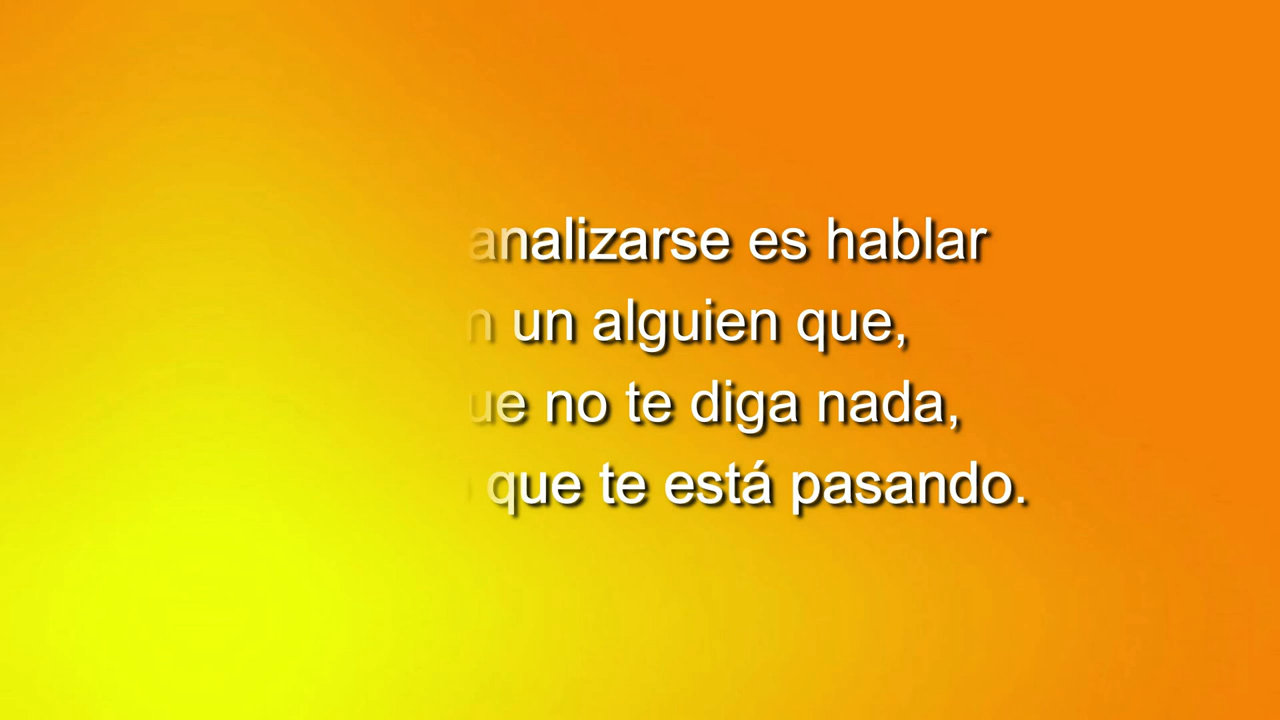 analizarse es hablar
un alguien que,
no te diga nada,
que te está pasando.